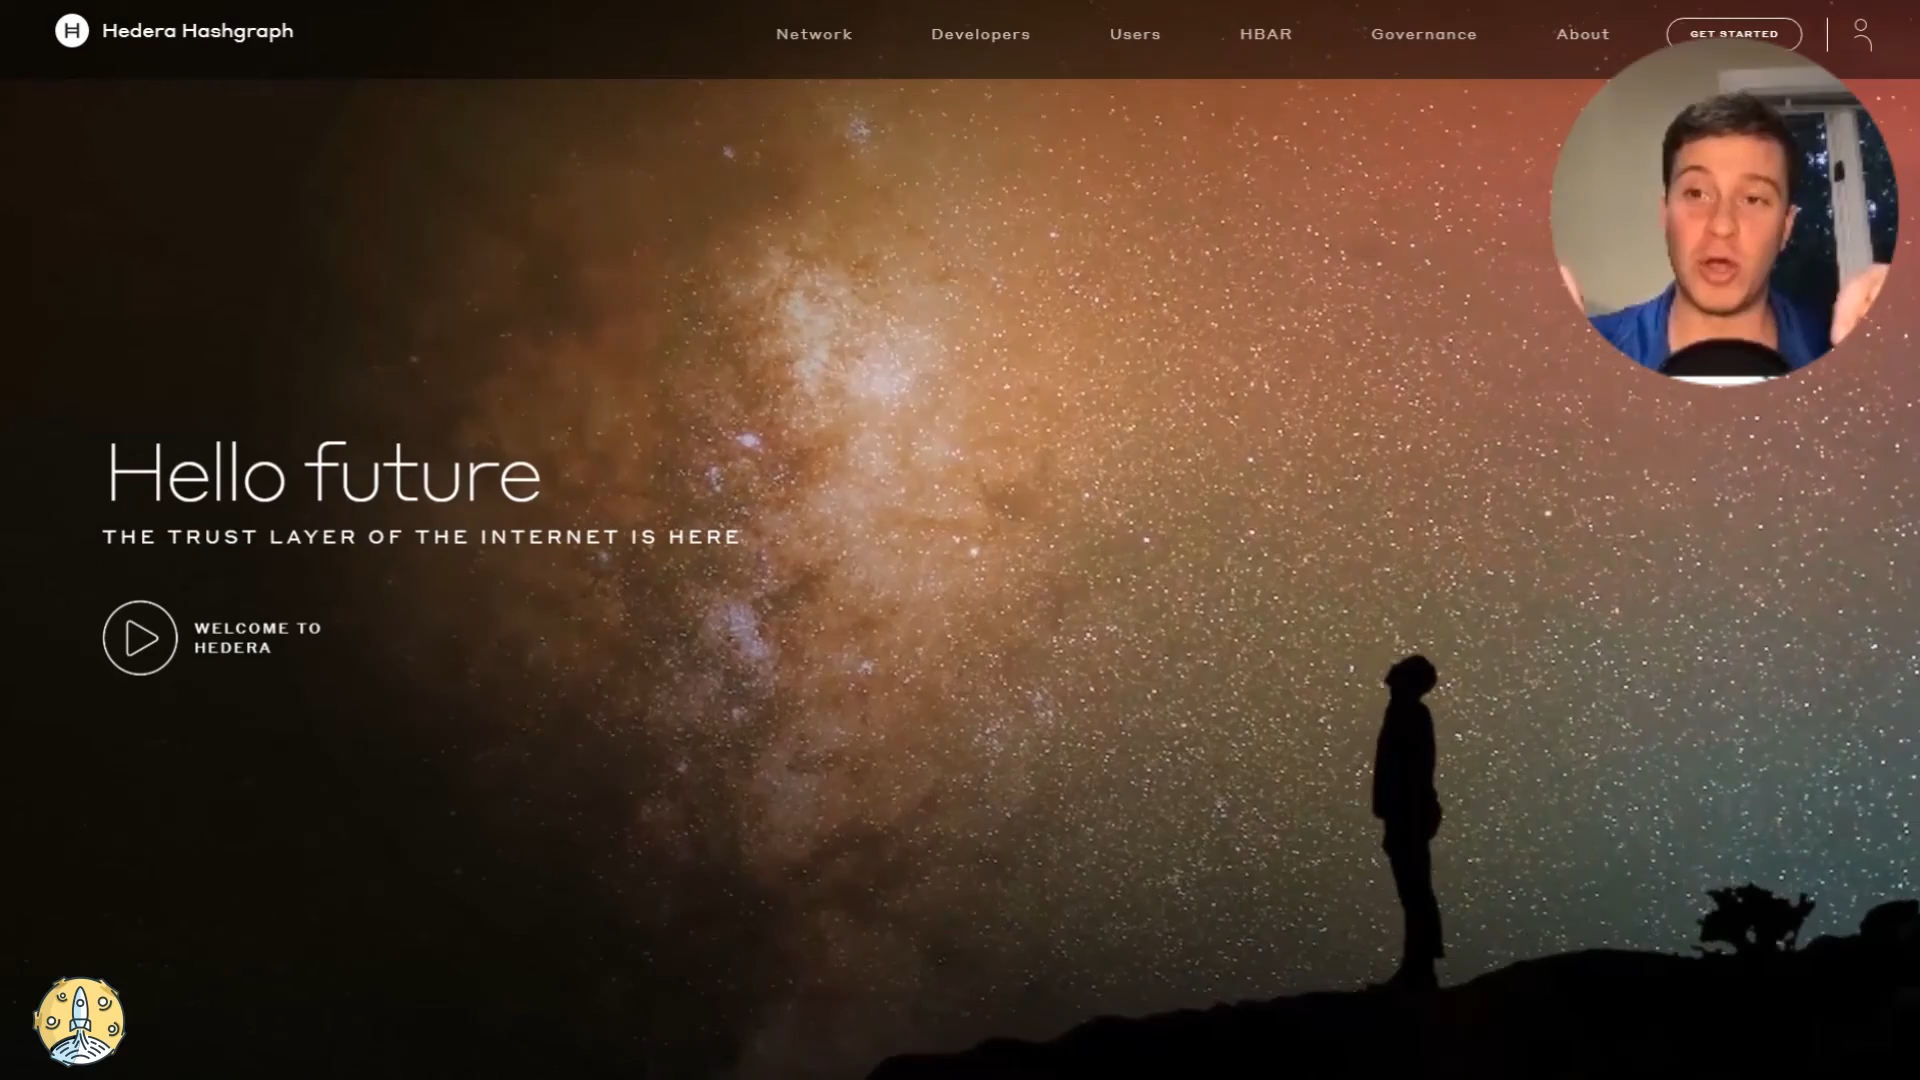 Hedera Hashgraph
Network
Developers
Users
HBAR
Governance
About
GET STARTED
Hello future
THE TRUST LAYER OF THE INTERNET IS HERE
WELCOME TO
HEDERA